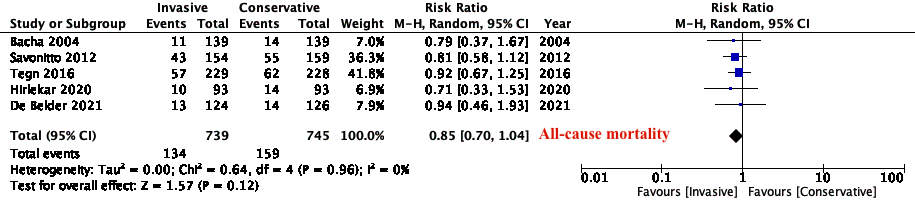 Invasive Conservative Risk Ratio Risk Ratio
Study or Subgroup Events Total Events Total Weight M-H, Random, 95% CI Year M-H, Random, 95% CI
Bacha 2004 11 139 14 139 7.0% 0.79 [0.37, 1.67] 2004
Savonitto 2012 43 154 55 159 36.3% 0.81 [0.58, 1.12] 2012
Tegn 2016 57 229 62 228 41.8% 0.92 [0.67, 1.25] 2016
Hirlekar 2020 10 93 14 93 6.9% 0.71 [0.33, 1.53] 2020
De Belder 2021 13 124 14 126 7.9% 0.94 [0.46, 1.93] 2021
Total (95% CI) 739 745 100.0% 0.85 [0.70, 1.04] All-cause mortality
Total events 134 159
Heterogeneity: Tau² = 0.00; Chi² = 0.64, df = 4 (P = 0.96); I² = 0%
Test for overall effect: Z = 1.57 (P = 0.12)
0.01 0.1 1 10 100
Favours [Invasive] Favours [Conservative]